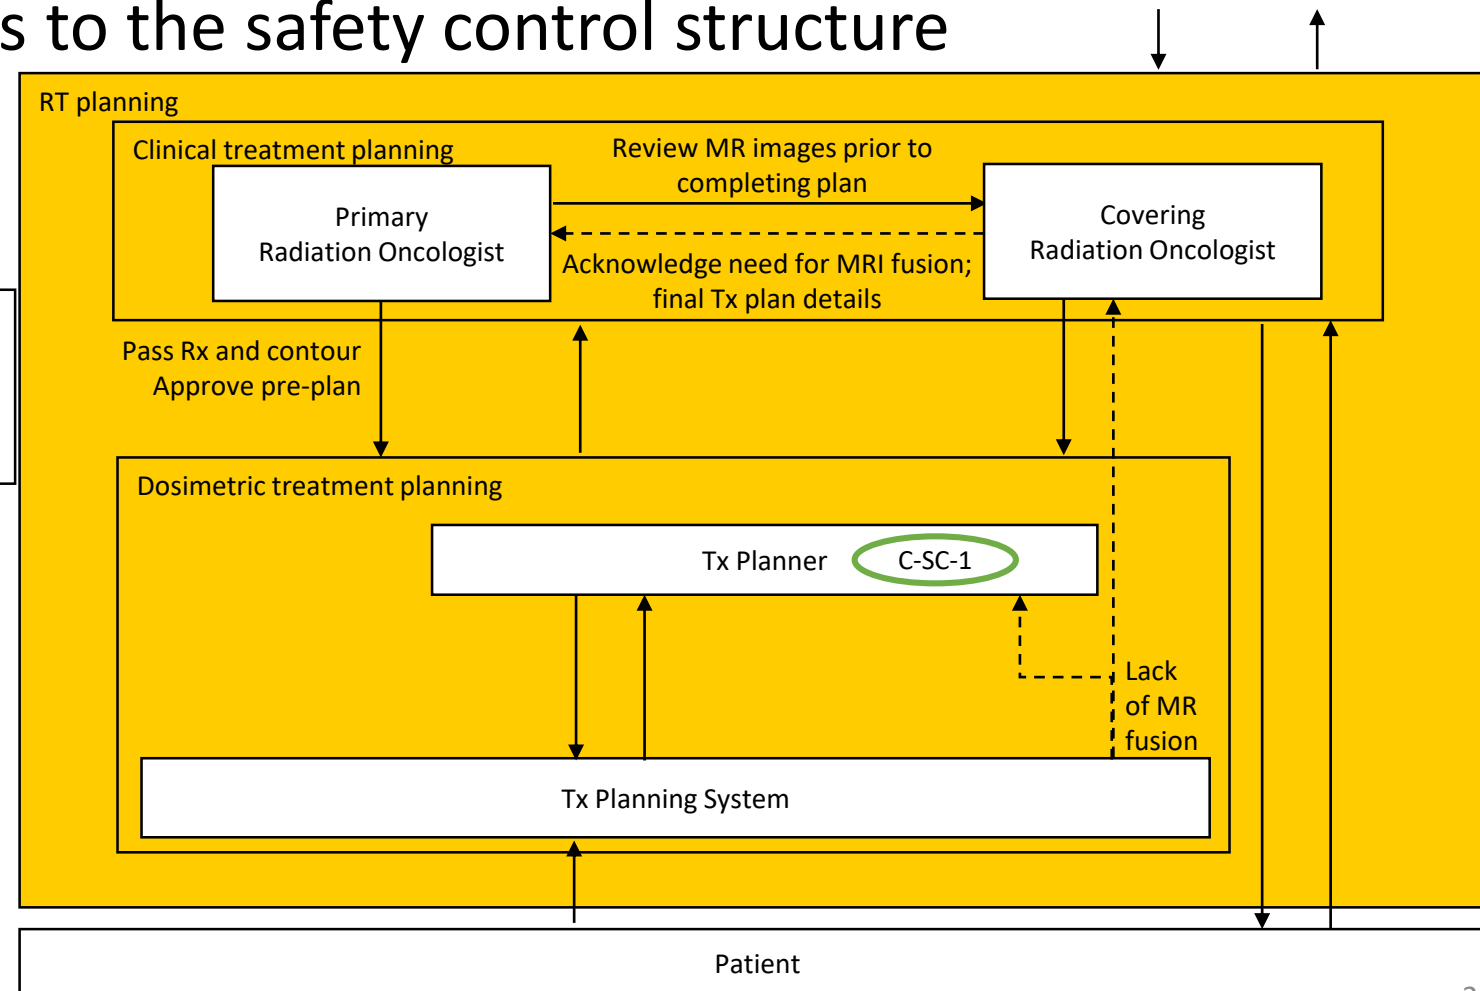 s to the safety control structure
RT planning
Clinical treatment planning
Review MR images prior to
completing plan
Primary
Radiation Oncologist
Covering
Radiation Oncologist
Acknowledge need for MRI fusion;
final Tx plan details
Pass Rx and contour
Approve pre-plan
Dosimetric treatment planning
Tx Planner
C-SC-1
Lack
of MR
fusion
Tx Planning System
Patient